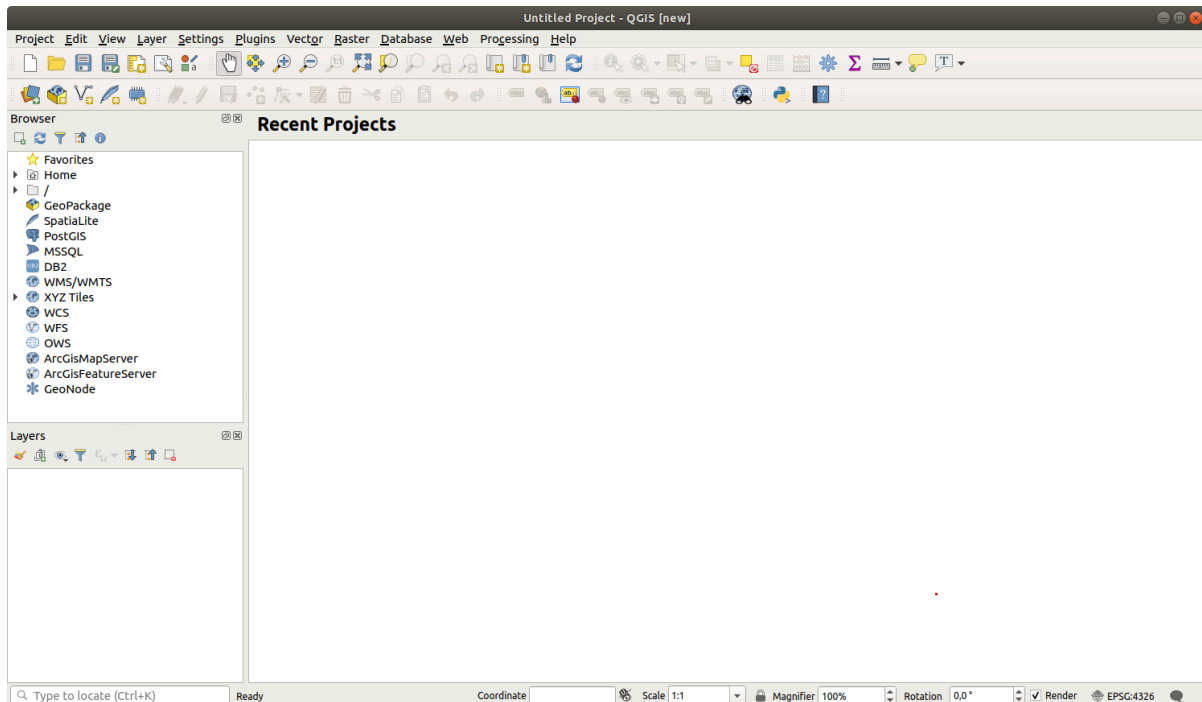 Untitled Project - QGIS [new]
Project Edit View Layer Settings Plugins Vector Raster Database Web Processing Help
Browser
Recent Projects
Favorites
Home
/
GeoPackage
SpatiaLite
PostGIS
MSSQL
DB2
WMS/WMTS
XYZ Tiles
WCS
WFS
OWS
ArcGisMapServer
ArcGisFeatureServer
GeoNode
Layers
Type to locate (Ctrl+K) Ready Coordinate Scale 1:1 Magnifier 100% Rotation 0,0 ° Render EPSG:4326